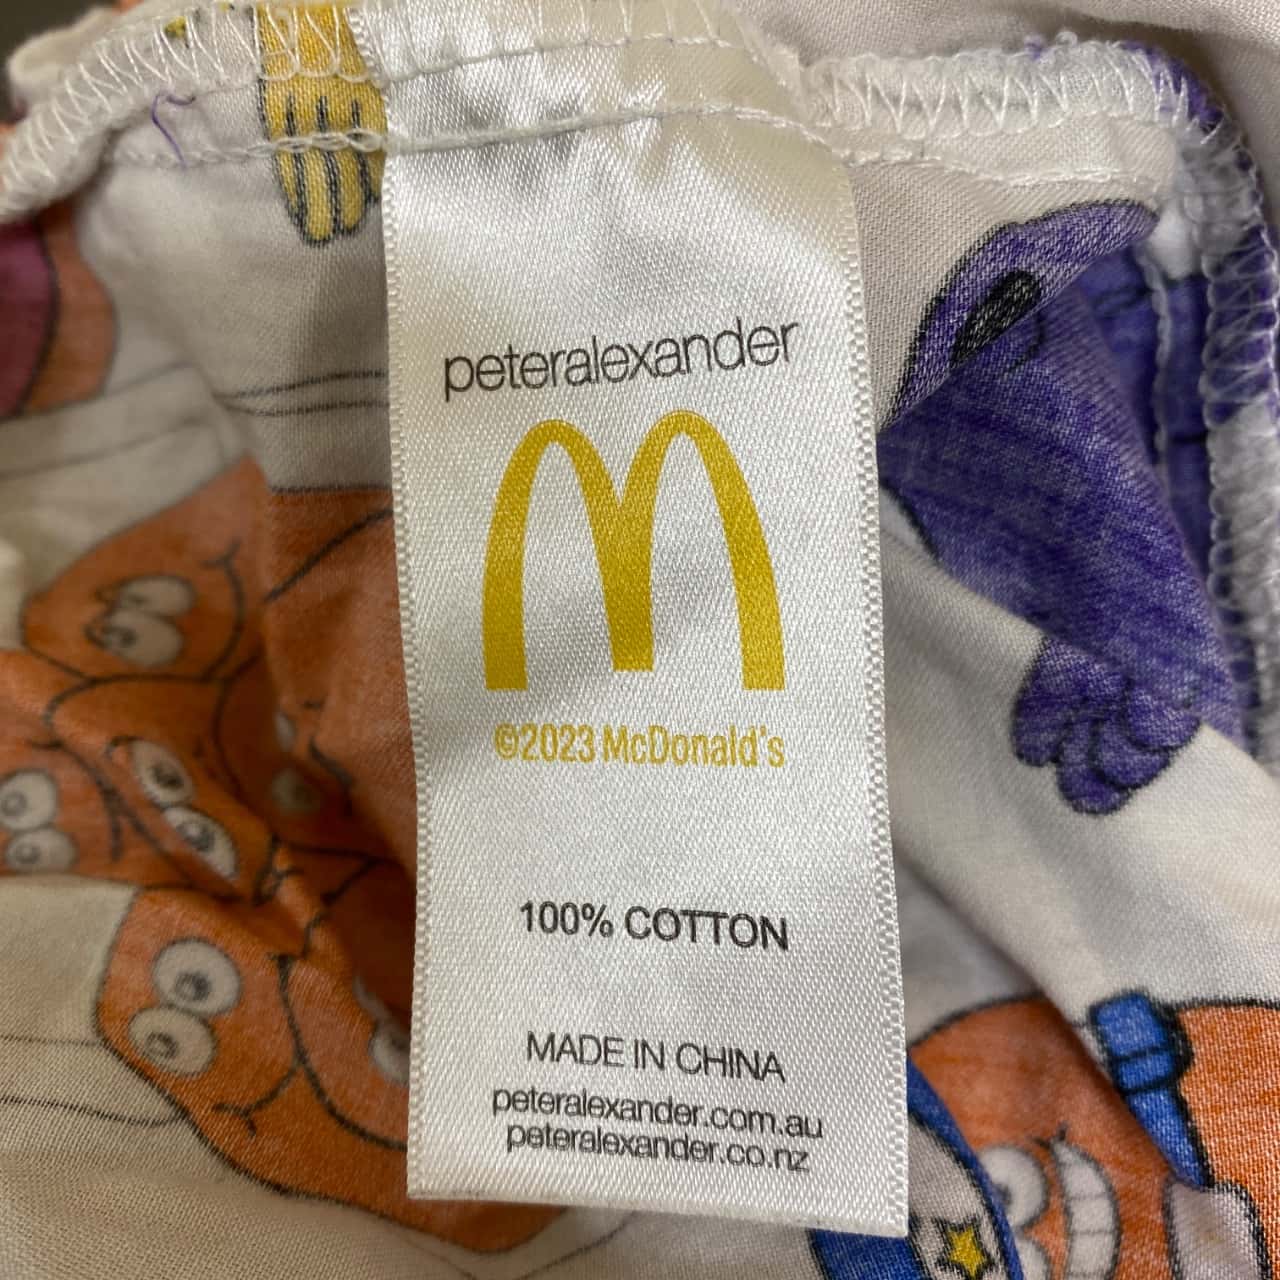 peteralexander
©2023 McDonald's
100% COTTON
MADE IN CHINA
peteralexander.com.au
peteralexander.co.nz